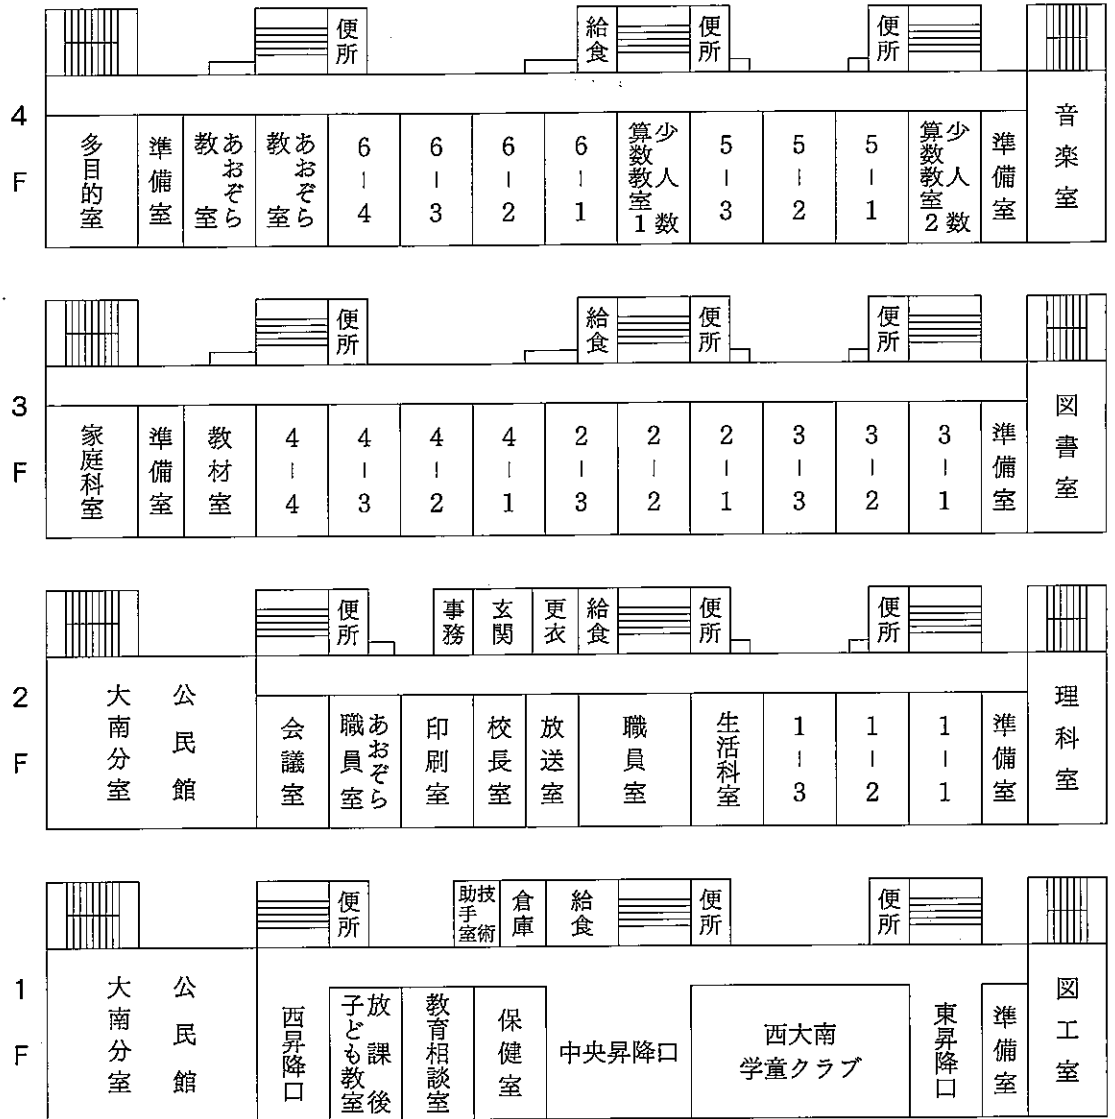 4F
便所
給食
便所
便所
多目的室
準備室
あおぞら教室
あおぞら教室
6-4
6-3
6-2
6-1
少人数算数教室1
5-3
5-2
5-1
少人数算数教室2
準備室
音楽室
3F
便所
給食
便所
便所
家庭科室
準備室
教材室
4-4
4-3
4-2
4-1
2-3
2-2
2-1
3-3
3-2
3-1
準備室
図書室
2F
便所
事務
玄関
更衣
給食
便所
便所
公民館
大南分室
会議室
あおぞら職員室
印刷室
校長室
放送室
職員室
生活科室
1-3
1-2
1-1
準備室
理科室
1F
便所
技術助手室
倉庫
給食
便所
便所
公民館
大南分室
西昇降口
放課後子ども教室
教育相談室
保健室
中央昇降口
西大南
学童クラブ
東昇降口
準備室
図工室